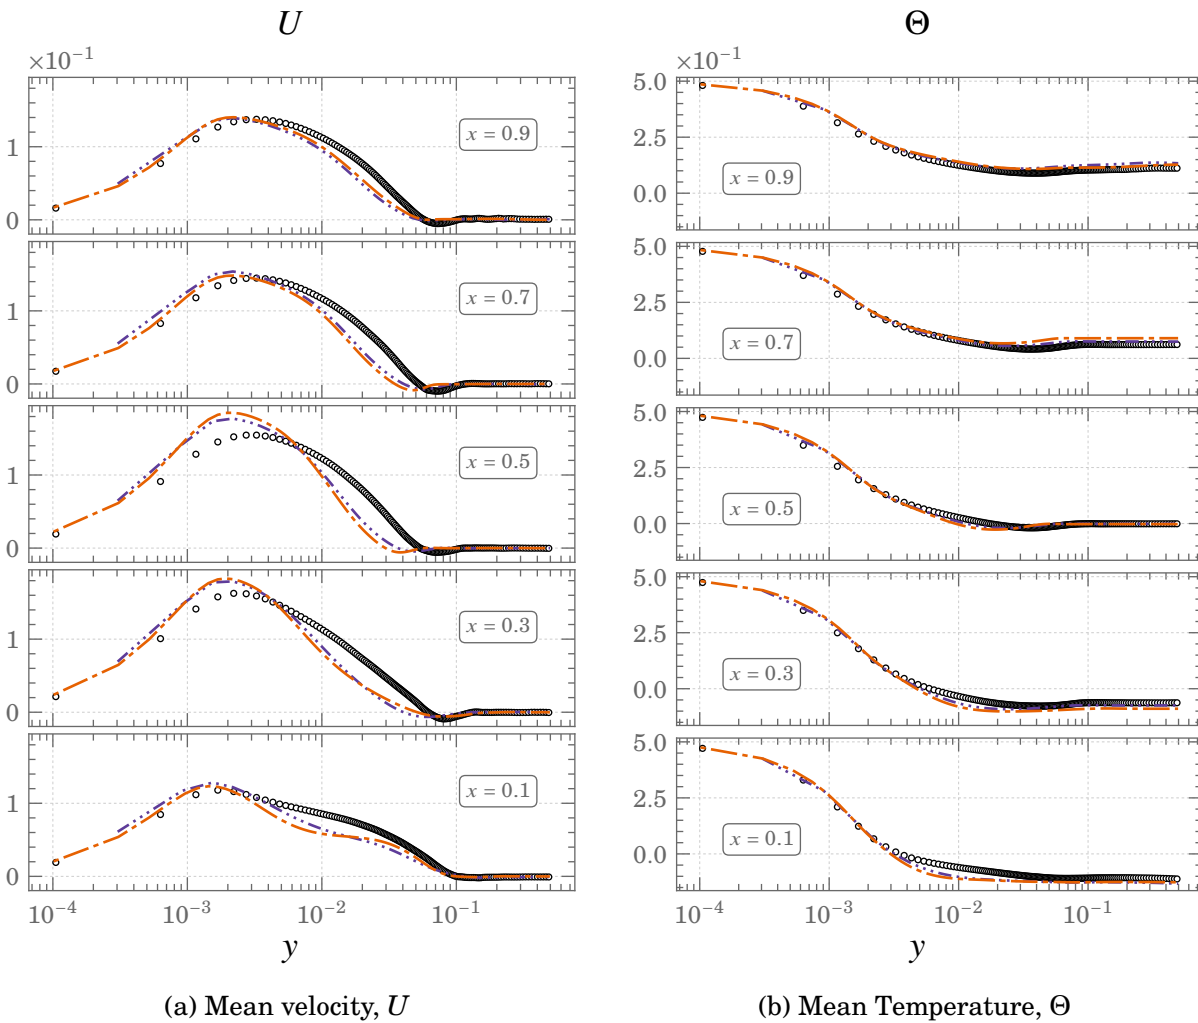 U
Θ
×10⁻¹
×10⁻¹
1
0
x = 0.9
5.0
2.5
0.0
x = 0.9
1
0
x = 0.7
5.0
2.5
0.0
x = 0.7
1
0
x = 0.5
5.0
2.5
0.0
x = 0.5
1
0
x = 0.3
5.0
2.5
0.0
x = 0.3
1
0
x = 0.1
5.0
2.5
0.0
x = 0.1
10⁻⁴ 10⁻³ 10⁻² 10⁻¹
10⁻⁴ 10⁻³ 10⁻² 10⁻¹
y
y
(a) Mean velocity, U
(b) Mean Temperature, Θ